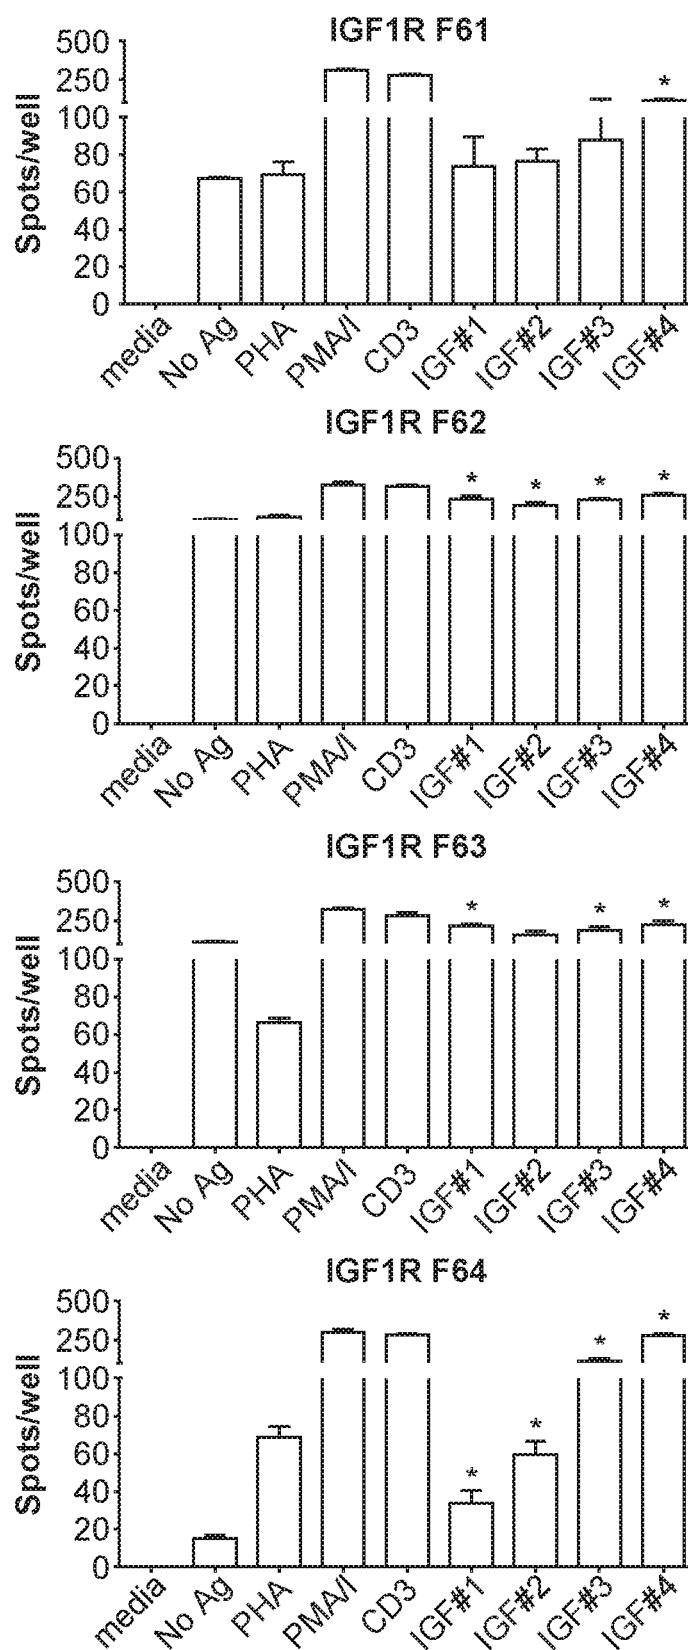 IGF1R F61
Spots/well
500
250
100
80
60
40
20
0
*
media No Ag PHA PMA/I CD3 IGF#1 IGF#2 IGF#3 IGF#4
IGF1R F62
Spots/well
500
250
100
80
60
40
20
0
* * * *
media No Ag PHA PMA/I CD3 IGF#1 IGF#2 IGF#3 IGF#4
IGF1R F63
Spots/well
500
250
100
80
60
40
20
0
* * *
media No Ag PHA PMA/I CD3 IGF#1 IGF#2 IGF#3 IGF#4
IGF1R F64
Spots/well
500
250
100
80
60
40
20
0
* * * *
media No Ag PHA PMA/I CD3 IGF#1 IGF#2 IGF#3 IGF#4